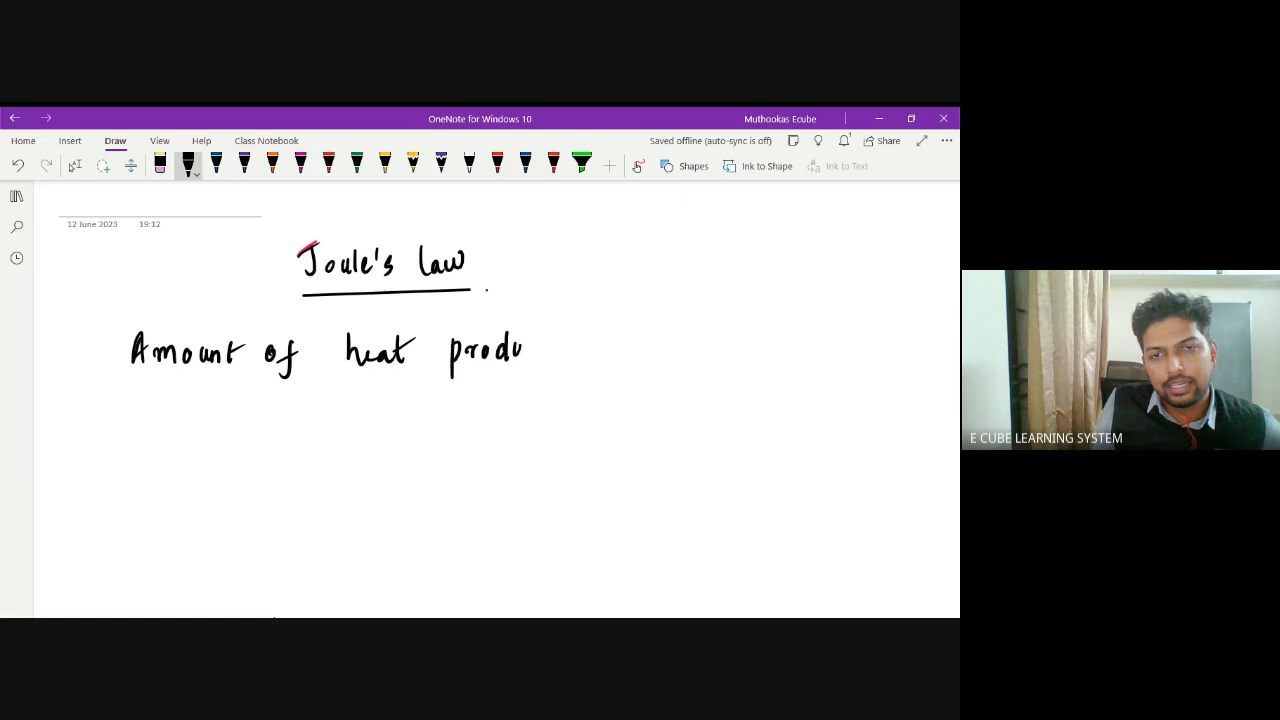 OneNote for Windows 10
Muthookas Ecube
Home Insert Draw View Help Class Notebook
Saved offline (auto-sync is off)
1
Share
Shapes
Ink to Shape
Ink to Text
12 June 2023 19:12
Joule's law
Amount of heat produ
E CUBE LEARNING SYSTEM